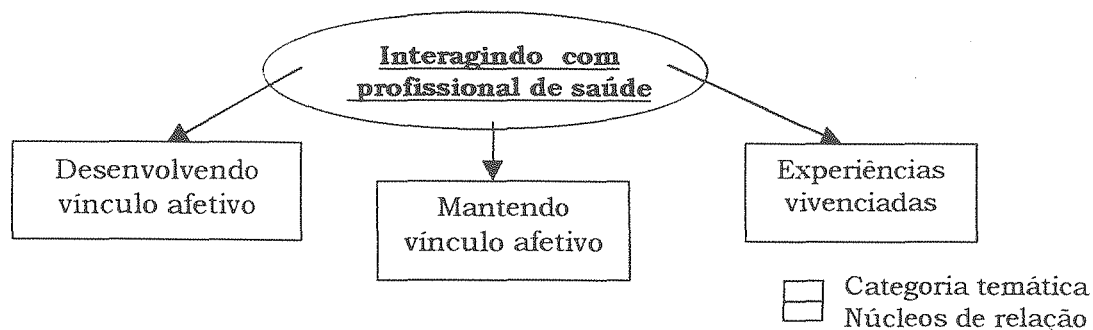 Interagindo com
profissional de saúde
Desenvolvendo
vínculo afetivo
Mantendo
vínculo afetivo
Experiências
vivenciadas
Categoria temática
Núcleos de relação